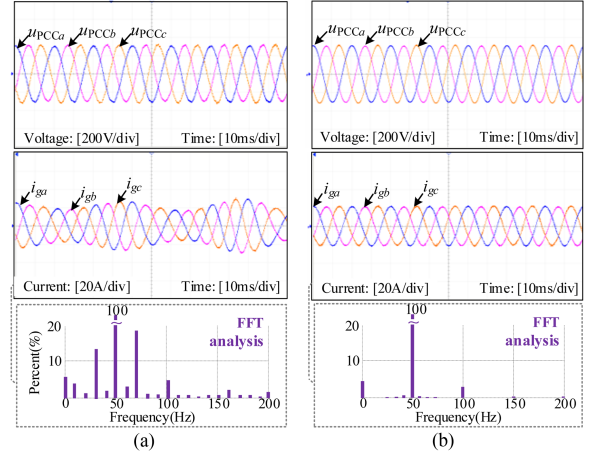 uPCCa uPCCb uPCCc
Voltage: [200V/div] Time: [10ms/div]
iga igb igc
Current: [20A/div] Time: [10ms/div]
100
20
10
Percent(%)
FFT
analysis
0 50 100 150 200
Frequency(Hz)
(a)
uPCCa uPCCb uPCCc
Voltage: [200V/div] Time: [10ms/div]
iga igb igc
Current: [20A/div] Time: [10ms/div]
100
20
10
FFT
analysis
0 50 100 150 200
Frequency(Hz)
(b)